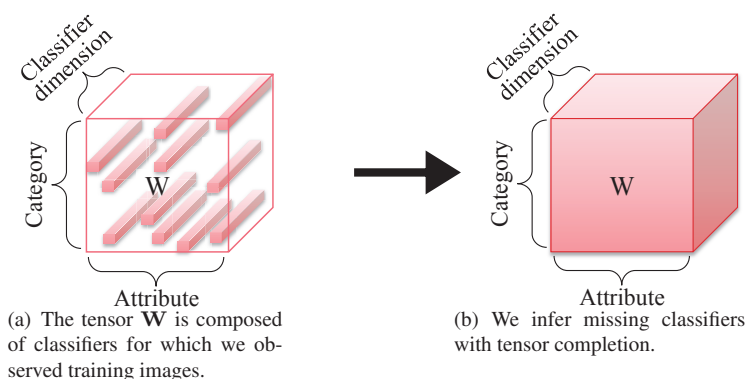 Classifier
dimension
Category
W
Attribute
(a) The tensor W is composed
of classifiers for which we ob-
served training images.
Classifier
dimension
Category
W
Attribute
(b) We infer missing classifiers
with tensor completion.